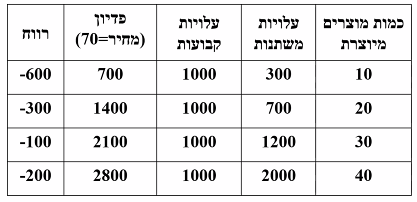 כמות מוצרים מיוצרת | עלויות משתנות | עלויות קבועות | פדיון (מחיר=70) | רווח
10 | 300 | 1000 | 700 | -600
20 | 700 | 1000 | 1400 | -300
30 | 1200 | 1000 | 2100 | -100
40 | 2000 | 1000 | 2800 | -200